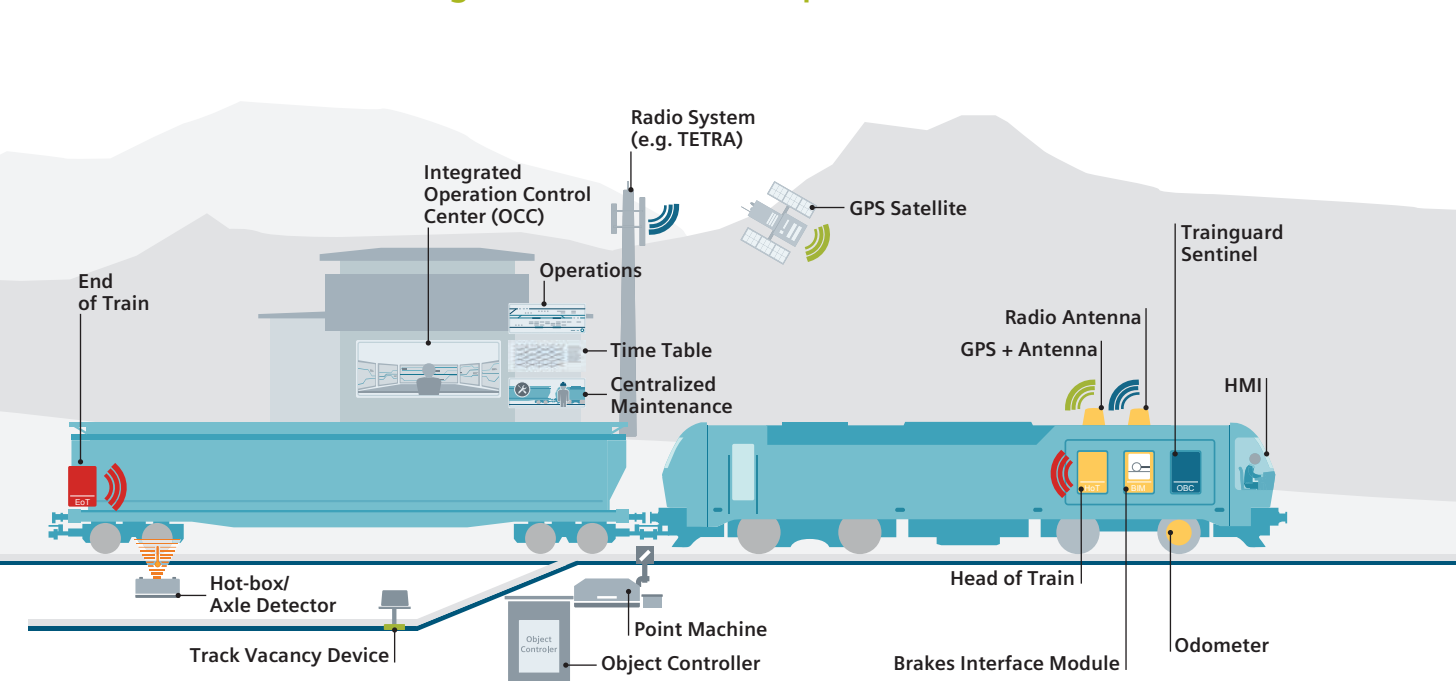 Radio System
(e.g. TETRA)
Integrated
Operation Control
Center (OCC)
GPS Satellite
Trainguard
Sentinel
Operations
End
of Train
Radio Antenna
GPS + Antenna
Time Table
HMI
Centralized
Maintenance
EoT
HoT
BIM
OBC
Hot-box/
Axle Detector
Head of Train
Point Machine
Object
Controler
Track Vacancy Device
Object Controller
Brakes Interface Module
Odometer